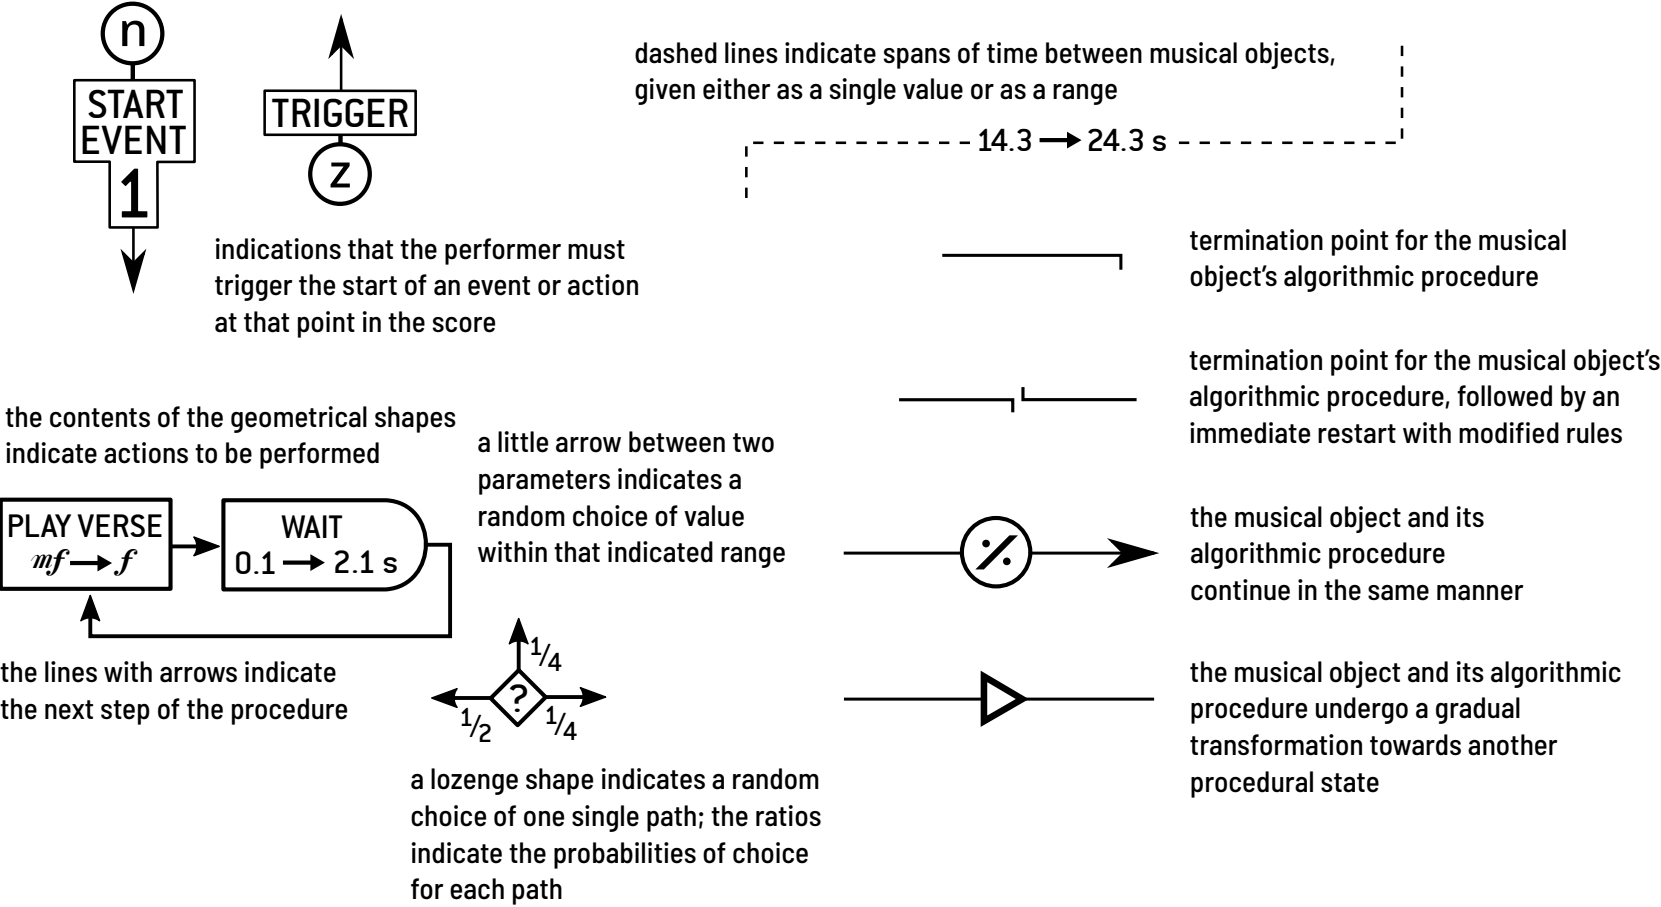 n
START
EVENT
1
TRIGGER
z
indications that the performer must
trigger the start of an event or action
at that point in the score
dashed lines indicate spans of time between musical objects,
given either as a single value or as a range
14.3 → 24.3 s
termination point for the musical
object's algorithmic procedure
termination point for the musical object's
algorithmic procedure, followed by an
immediate restart with modified rules
the contents of the geometrical shapes
indicate actions to be performed
PLAY VERSE
mf → f
WAIT
0.1 → 2.1 s
the lines with arrows indicate
the next step of the procedure
a little arrow between two
parameters indicates a
random choice of value
within that indicated range
1/4
?
1/2
1/4
a lozenge shape indicates a random
choice of one single path; the ratios
indicate the probabilities of choice
for each path
the musical object and its
algorithmic procedure
continue in the same manner
the musical object and its algorithmic
procedure undergo a gradual
transformation towards another
procedural state